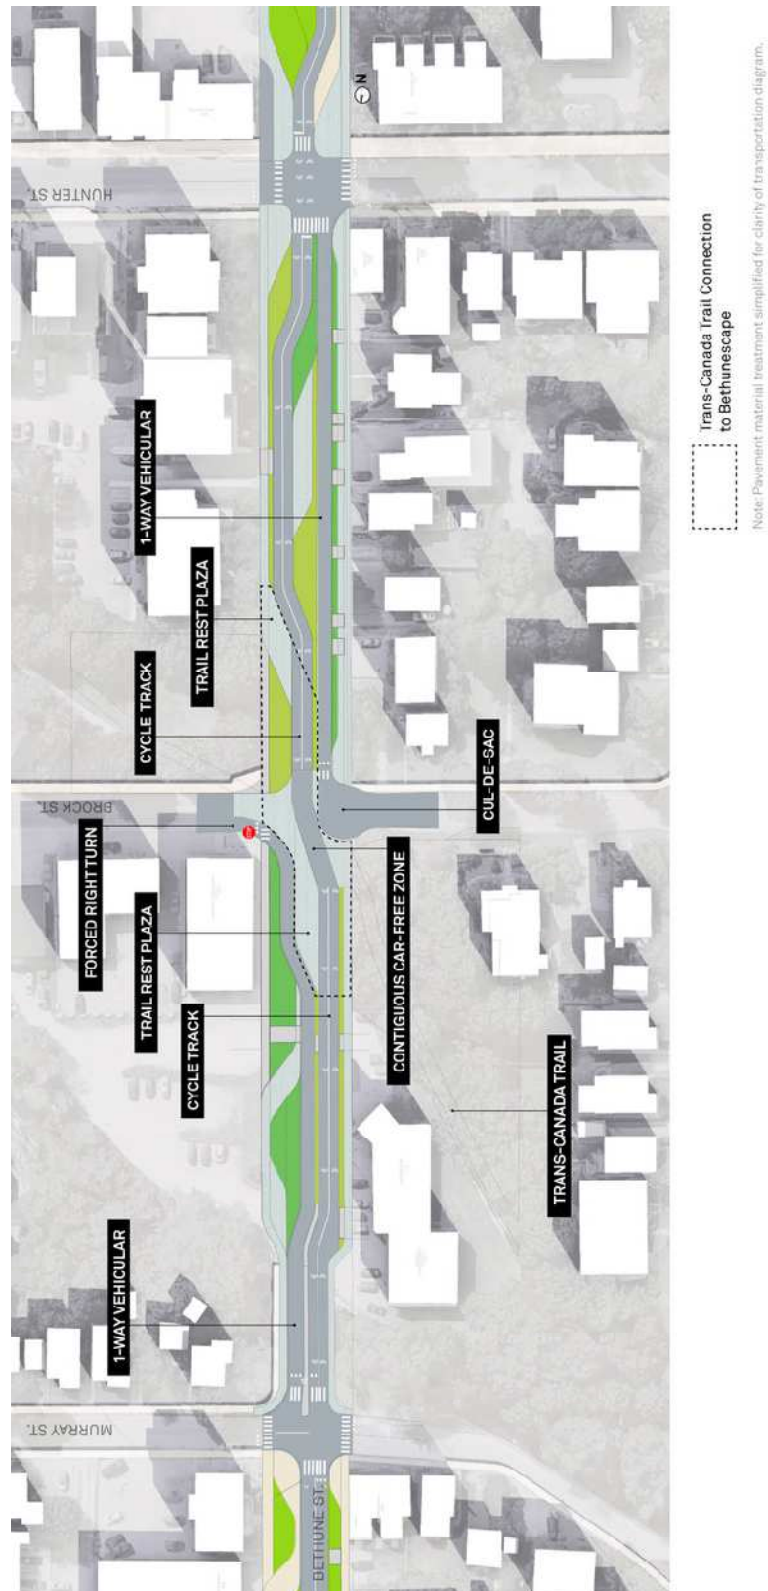 N
HUNTER ST.
1-WAY VEHICULAR
TRAIL REST PLAZA
CYCLE TRACK
BROCK ST.
FORCED RIGHT TURN
CUL-DE-SAC
TRAIL REST PLAZA
CYCLE TRACK
CONTIGUOUS CAR-FREE ZONE
TRANS-CANADA TRAIL
1-WAY VEHICULAR
MURRAY ST.
BETHUNE ST.
Trans-Canada Trail Connection
to Bethunescape
Note: Pavement material treatment simplified for clarity of transportation diagram.